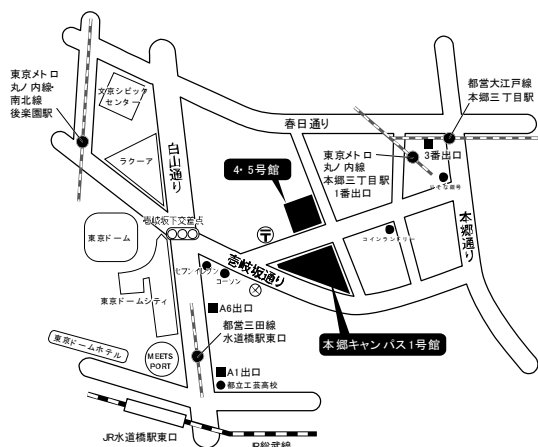 東京メトロ
丸ノ内線・
南北線
後楽園駅
文京シビック
センター
ラクーア
白山通り
春日通り
都営大江戸線
本郷三丁目駅
3番出口
東京メトロ
丸ノ内線
本郷三丁目駅
1番出口
4・5号館
本郷通り
コインランドリー
東京ドーム
壱岐坂下交差点
壱岐坂通り
セブンイレブン
ローソン
東京ドームシティ
A6出口
都営三田線
水道橋駅東口
本郷キャンパス1号館
東京ドームホテル
MEETS
PORT
A1出口
都立工芸高校
JR水道橋駅東口
JR総武線